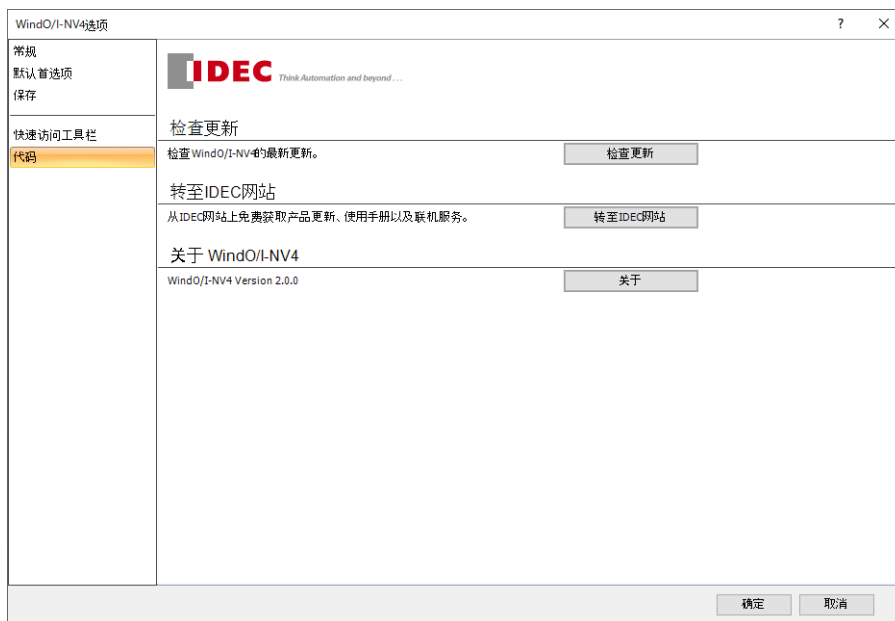 WindO/I-NV4选项
?
×
常规
默认首选项
保存
快速访问工具栏
代码
IDEC Think Automation and beyond...
检查更新
检查WindO/I-NV4的最新更新。
检查更新
转至IDEC网站
从IDEC网站上免费获取产品更新、使用手册以及联机服务。
转至IDEC网站
关于 WindO/I-NV4
WindO/I-NV4 Version 2.0.0
关于
确定
取消